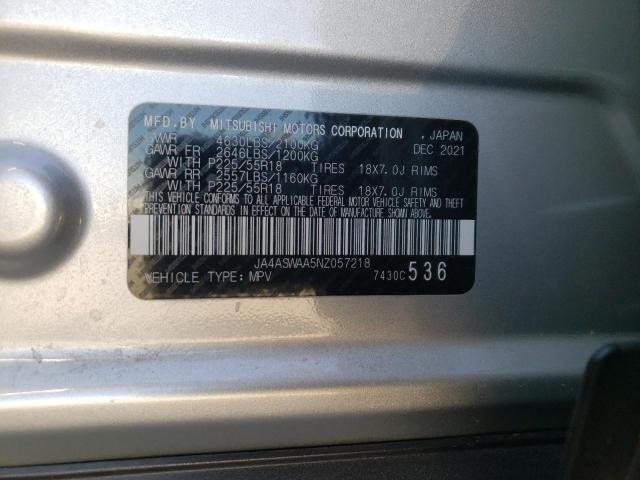 MFD.BY MITSUBISHI MOTORS CORPORATION , JAPAN
GVWR 4630LBS/2100KG DEC 2021
GAWR FR 2646LBS/1200KG
WITH P225/55R18 TIRES 18X7.0J RIMS
GAWR RR 2557LBS/1160KG
WITH P225/55R18 TIRES 18X7.0J RIMS
THIS VEHICLE CONFORMS TO ALL APPLICABLE FEDERAL MOTOR VEHICLE SAFETY AND THEFT
PREVENTION STANDARDS IN EFFECT ON THE DATE OF MANUFACTURE SHOWN ABOVE.
JA4ASWAA5NZ057218
VEHICLE TYPE: MPV 7430C 536